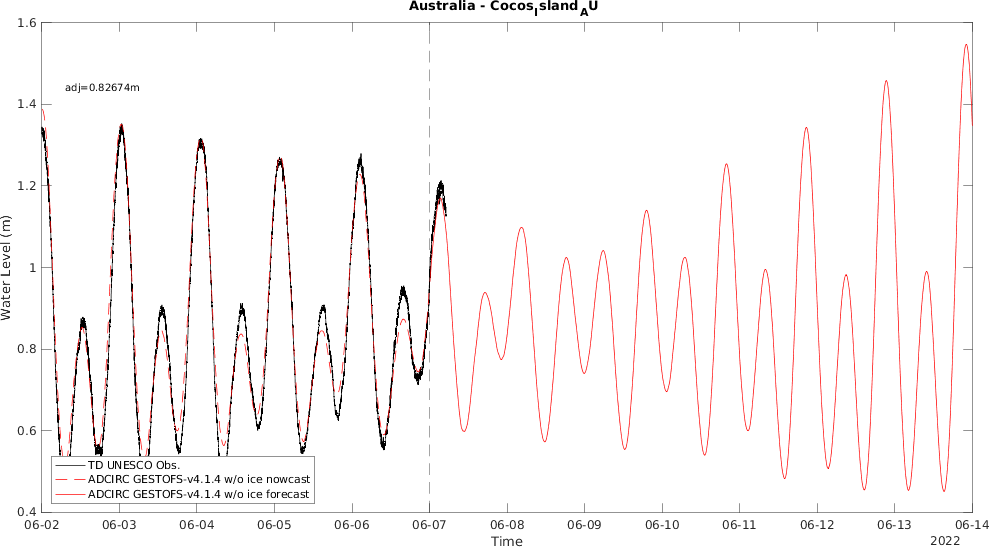 Australia - Cocos_Island_AU
1.6
1.4
1.2
1
0.8
0.6
0.4
Water Level (m)
adj=0.82674m
TD UNESCO Obs.
ADCIRC GESTOFS-v4.1.4 w/o ice nowcast
ADCIRC GESTOFS-v4.1.4 w/o ice forecast
06-02 06-03 06-04 06-05 06-06 06-07 06-08 06-09 06-10 06-11 06-12 06-13 06-14
Time
2022